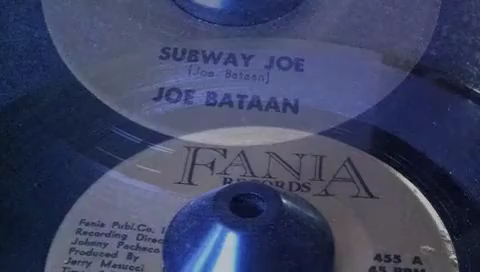 SUBWAY JOE
(Joe Bataan)
JOE BATAAN
FANIA
RECORDS
Fania Publ.Co.
Recording Direc
Johnny Pacheco
Produced By
Jerry Masucci
455 A
45 RPM